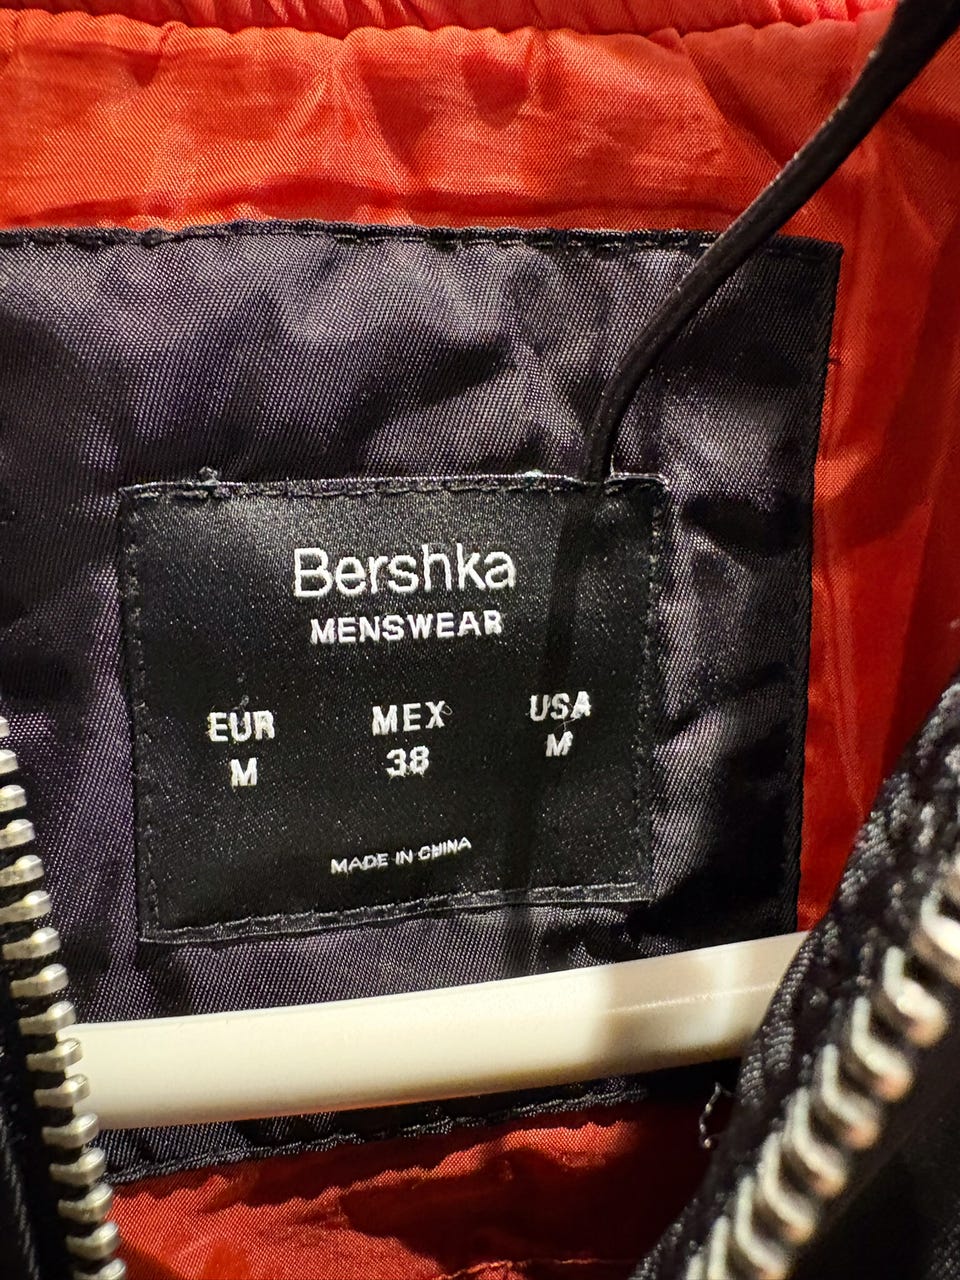 Bershka
MENSWEAR
EUR MEX USA
M 38 M
MADE IN CHINA